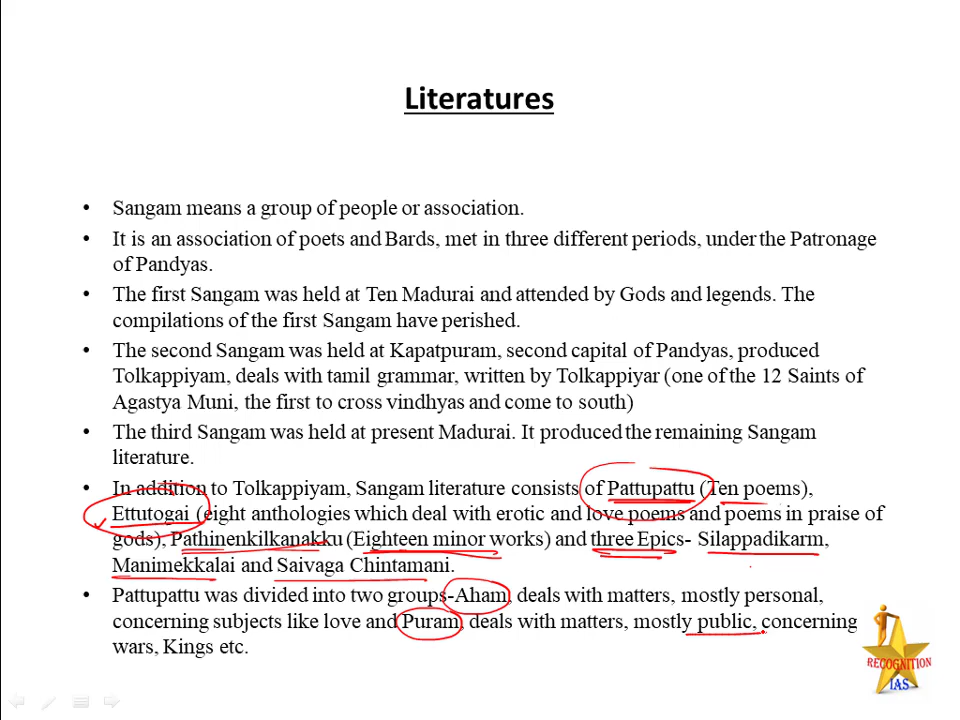 Literatures
• Sangam means a group of people or association.
• It is an association of poets and Bards, met in three different periods, under the Patronage
of Pandyas.
• The first Sangam was held at Ten Madurai and attended by Gods and legends. The
compilations of the first Sangam have perished.
• The second Sangam was held at Kapatpuram, second capital of Pandyas, produced
Tolkappiyam, deals with tamil grammar, written by Tolkappiyar (one of the 12 Saints of
Agastya Muni, the first to cross vindhyas and come to south)
• The third Sangam was held at present Madurai. It produced the remaining Sangam
literature.
• In addition to Tolkappiyam, Sangam literature consists of Pattupattu (Ten poems),
Ettutogai (eight anthologies which deal with erotic and love poems and poems in praise of
gods), Pathinenkilkanakku (Eighteen minor works) and three Epics- Silappadikarm,
Manimekkalai and Saivaga Chintamani.
• Pattupattu was divided into two groups-Aham, deals with matters, mostly personal,
concerning subjects like love and Puram, deals with matters, mostly public, concerning
wars, Kings etc.
RECOGNITION
IAS